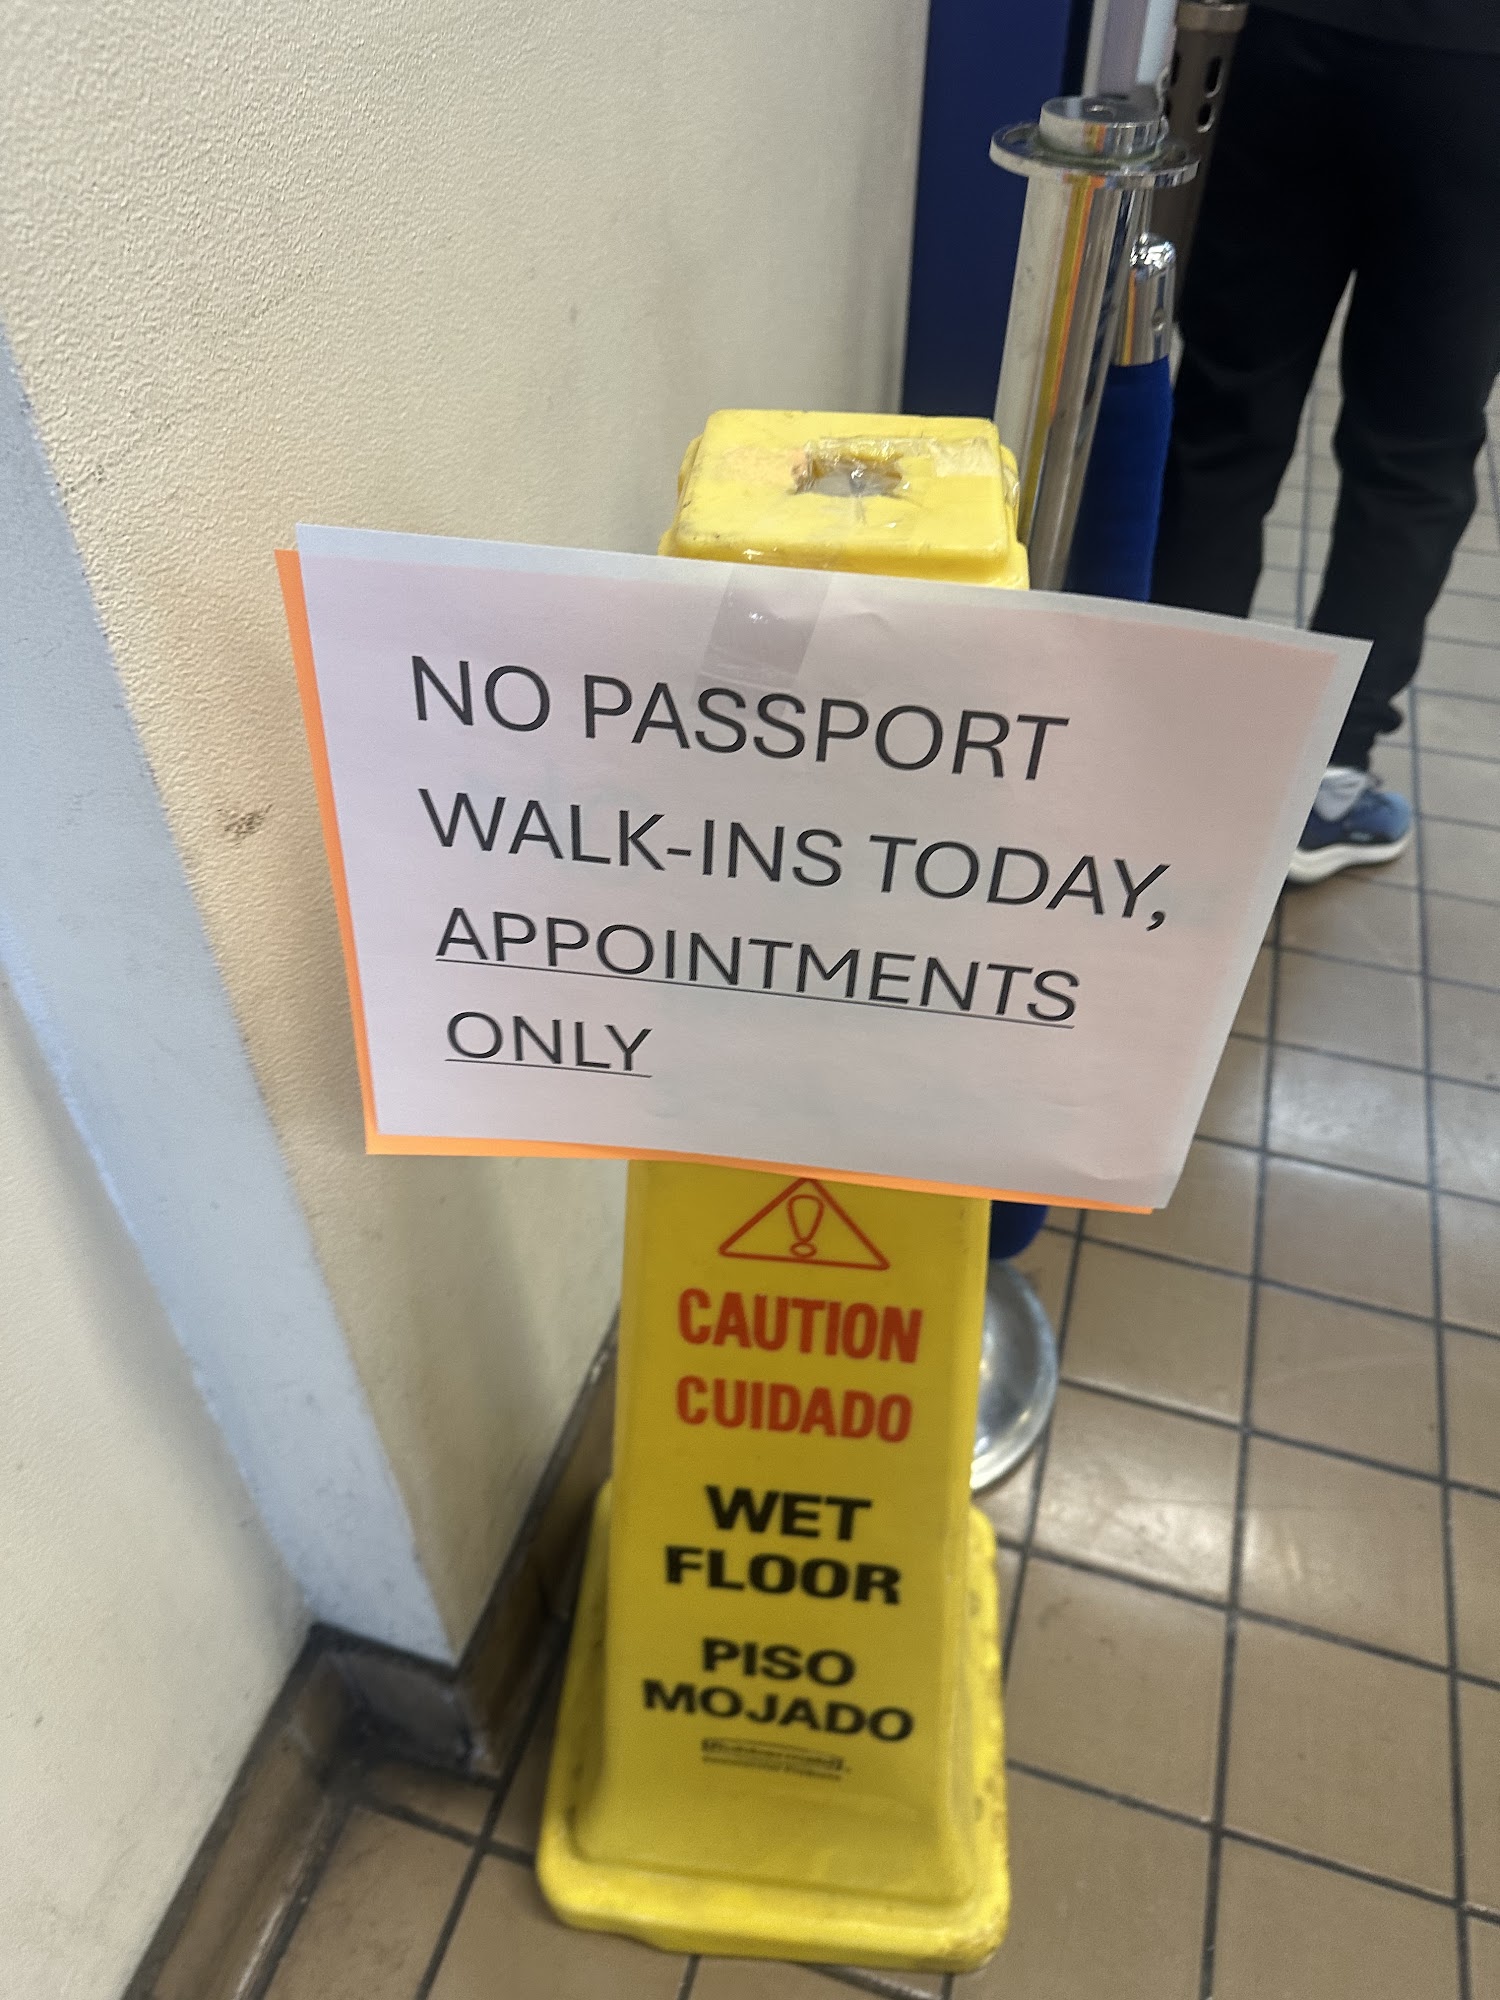 NO PASSPORT
WALK-INS TODAY,
APPOINTMENTS
ONLY
CAUTION
CUIDADO
WET
FLOOR
PISO
MOJADO